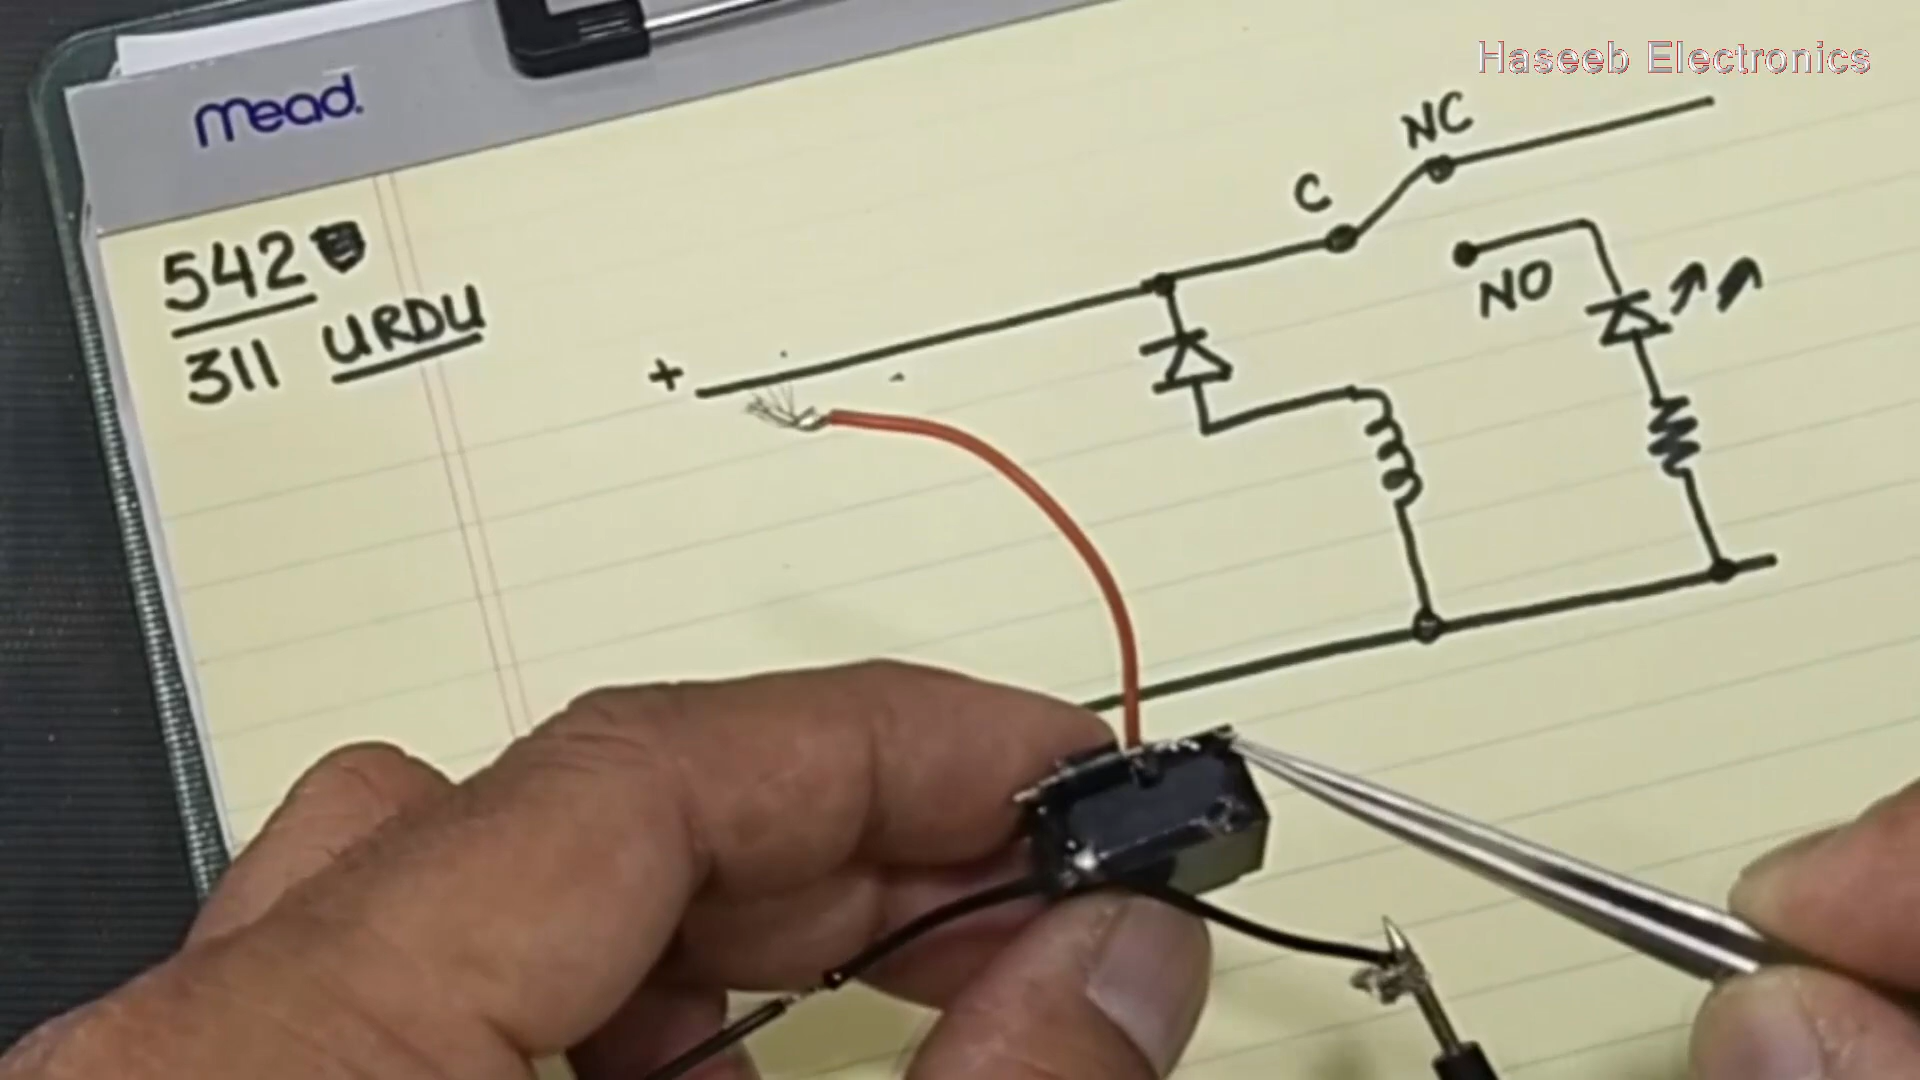 Haseeb Electronics
mead
542
311 URDU
NC
C
NO
+